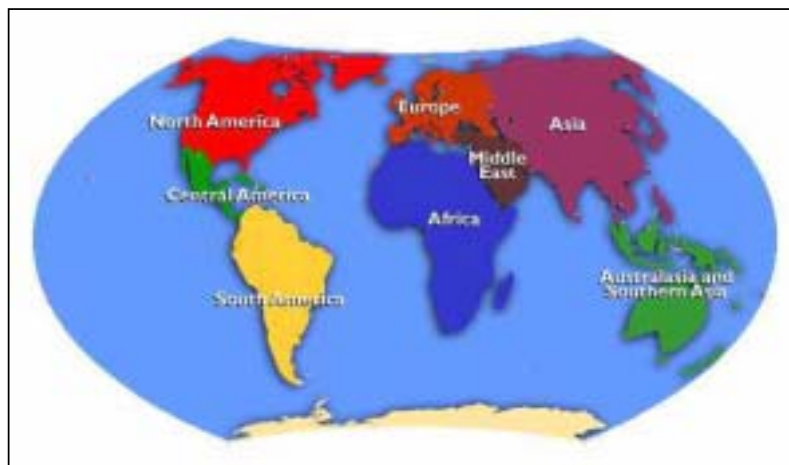 North America
Europe
Asia
Middle
East
Central America
Africa
South America
Australasia and
Southern Asia